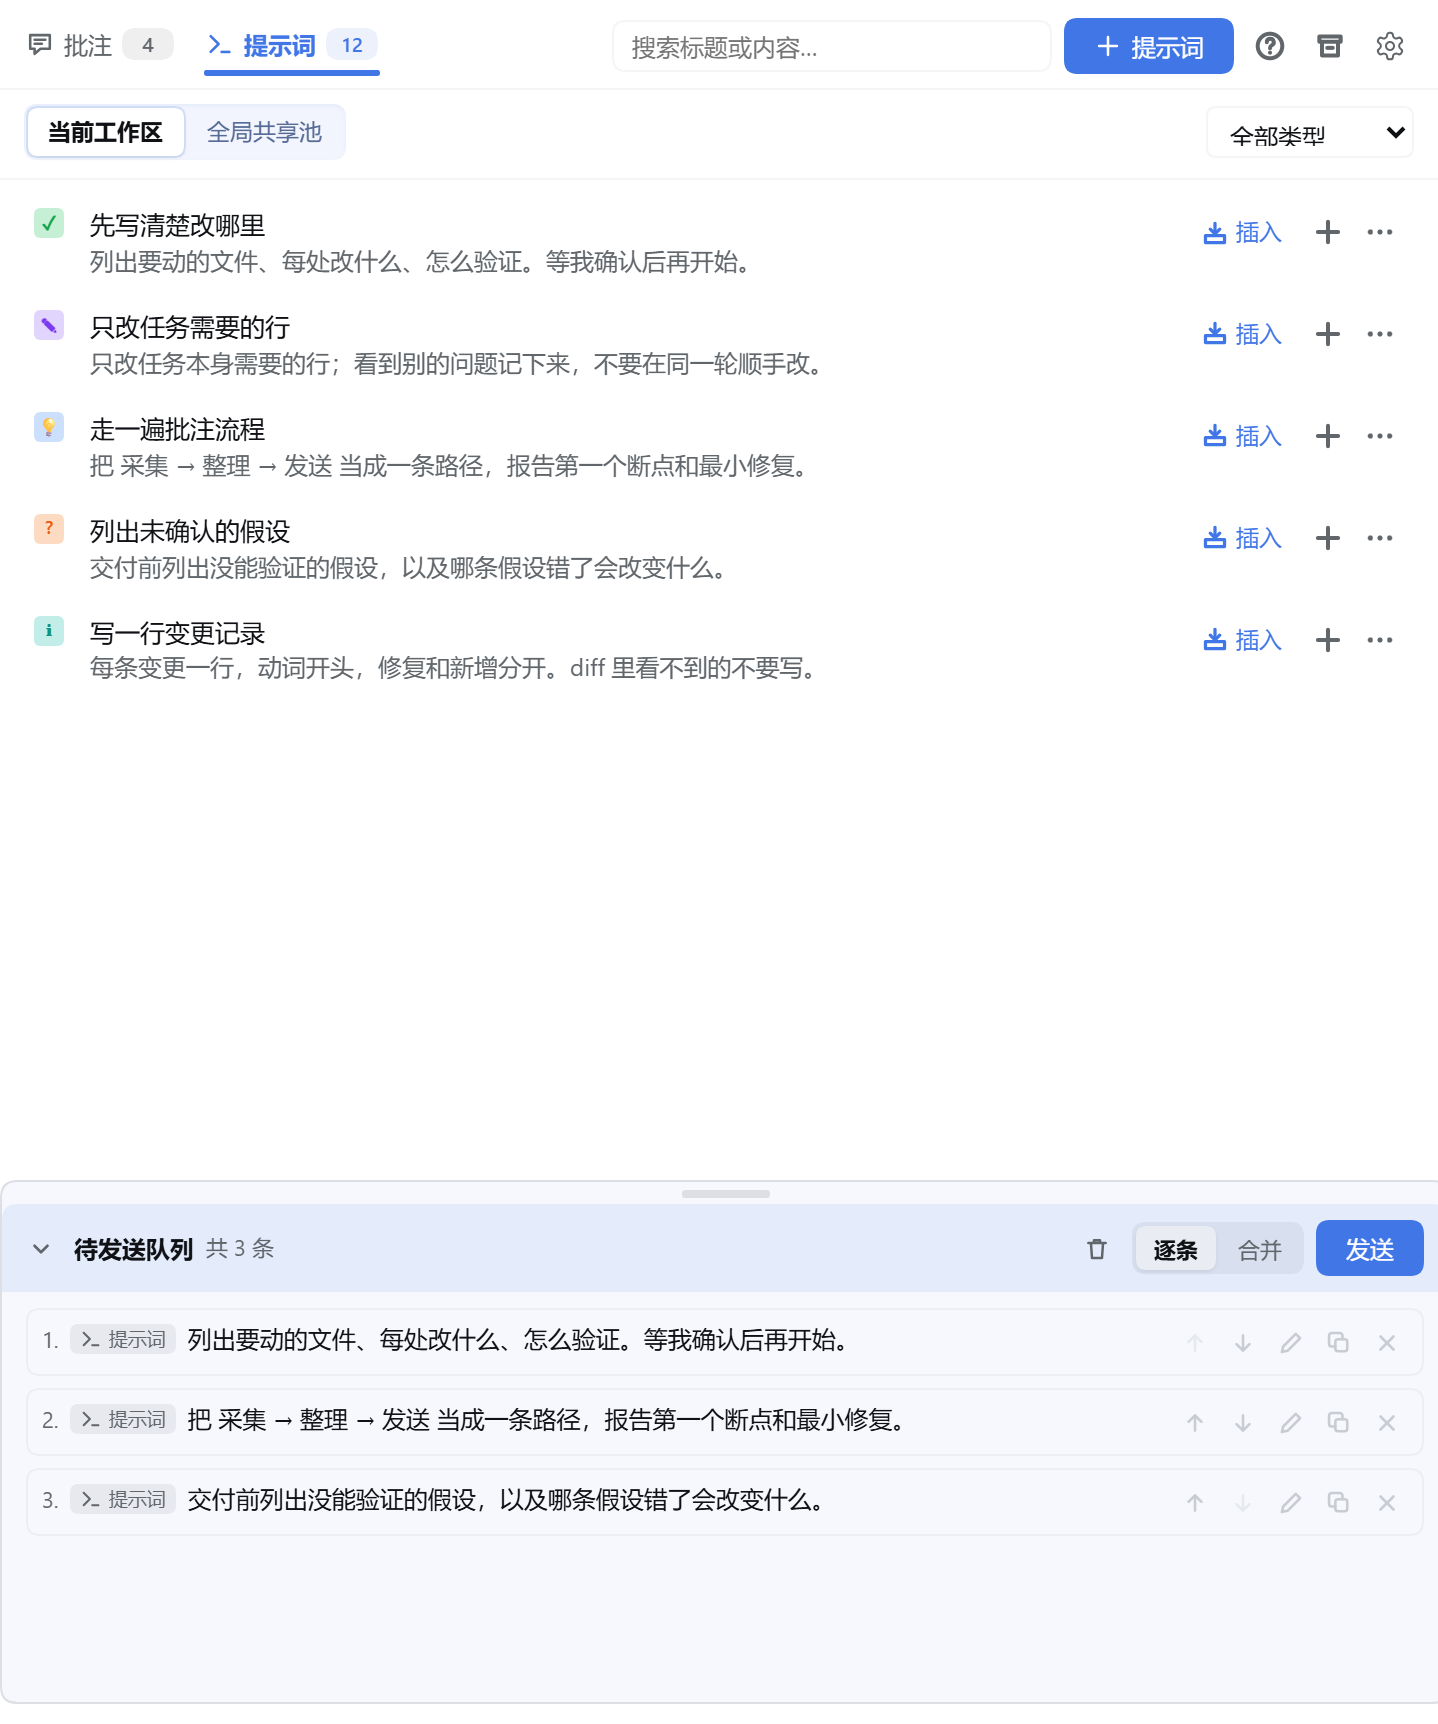 批注 4 提示词 12 搜索标题或内容... 提示词
当前工作区 全局共享池 全部类型
先写清楚改哪里 插入
列出要动的文件、每处改什么、怎么验证。等我确认后再开始。
只改任务需要的行 插入
只改任务本身需要的行；看到别的问题记下来，不要在同一轮顺手改。
走一遍批注流程 插入
把 采集 → 整理 → 发送 当成一条路径，报告第一个断点和最小修复。
列出未确认的假设 插入
交付前列出没能验证的假设，以及哪条假设错了会改变什么。
写一行变更记录 插入
每条变更一行，动词开头，修复和新增分开。diff 里看不到的不要写。
待发送队列 共 3 条 逐条 合并 发送
1. 提示词 列出要动的文件、每处改什么、怎么验证。等我确认后再开始。
2. 提示词 把 采集 → 整理 → 发送 当成一条路径，报告第一个断点和最小修复。
3. 提示词 交付前列出没能验证的假设，以及哪条假设错了会改变什么。